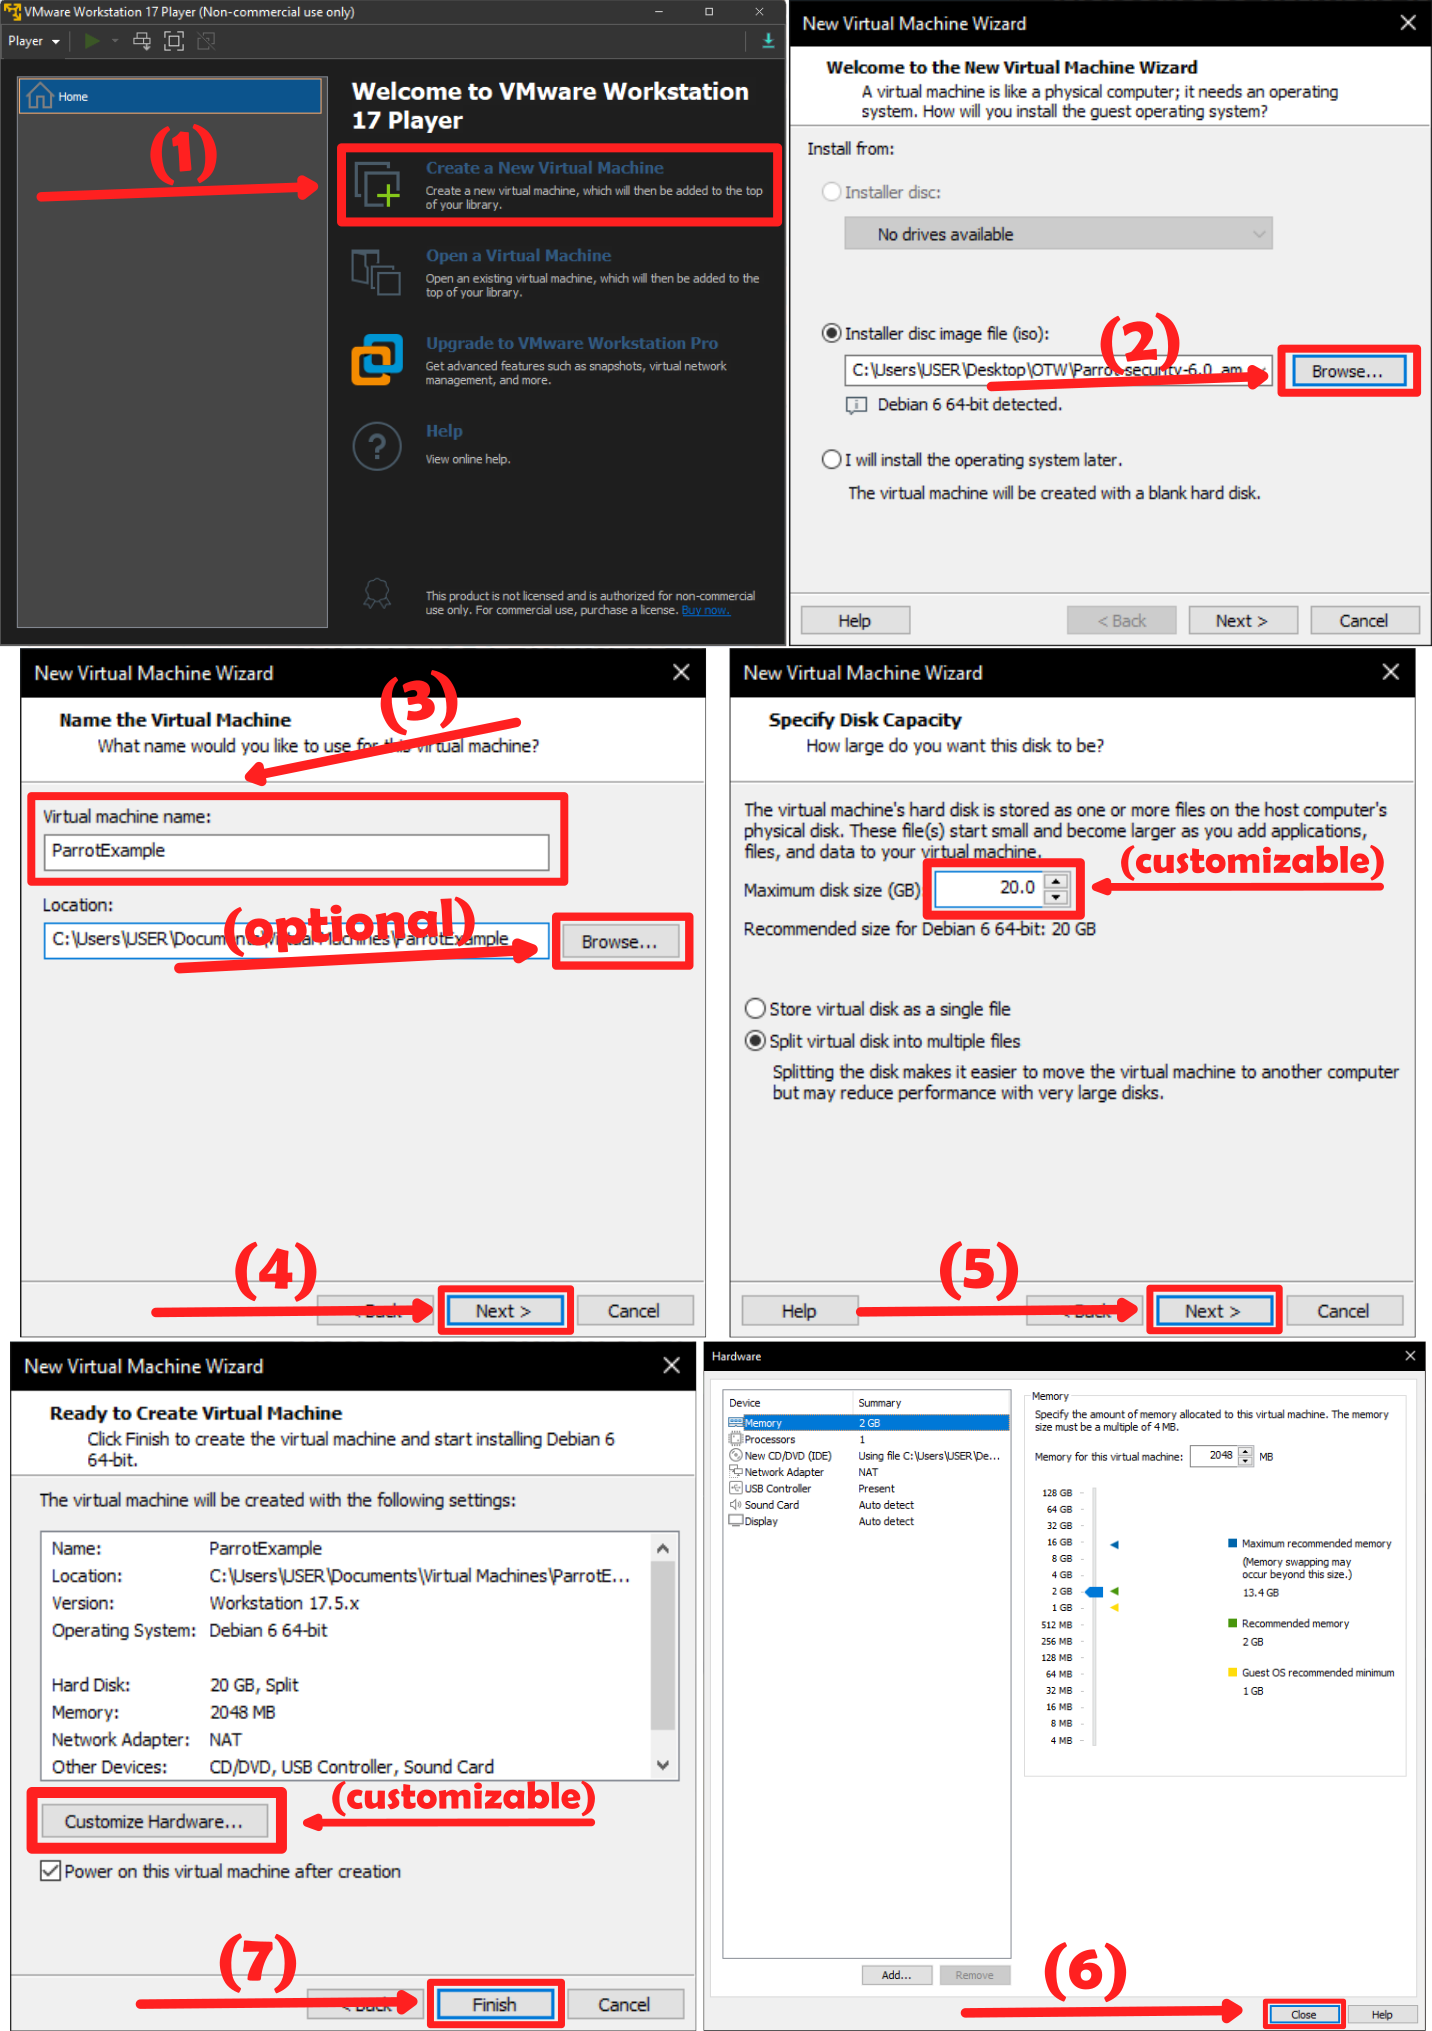 VMware Workstation 17 Player (Non-commercial use only)
Player
Home
(1)
Welcome to VMware Workstation
17 Player
Create a New Virtual Machine
Create a new virtual machine, which will then be added to the top
of your library.
Open a Virtual Machine
Open an existing virtual machine, which will then be added to the
top of your library.
Upgrade to VMware Workstation Pro
Get advanced features such as snapshots, virtual network
management, and more.
Help
View online help.
This product is not licensed and is authorized for non-commercial
use only. For commercial use, purchase a license. Buy now.
New Virtual Machine Wizard
Welcome to the New Virtual Machine Wizard
A virtual machine is like a physical computer; it needs an operating
system. How will you install the guest operating system?
Install from:
Installer disc:
No drives available
Installer disc image file (iso):
(2)
C:\Users\USER\Desktop\OTW\Parrot-security-6.0_am
Browse...
Debian 6 64-bit detected.
I will install the operating system later.
The virtual machine will be created with a blank hard disk.
Help
< Back
Next >
Cancel
New Virtual Machine Wizard
(3)
Name the Virtual Machine
What name would you like to use for this virtual machine?
Virtual machine name:
ParrotExample
Location:
(optional)
C:\Users\USER\Documents\Virtual Machines\ParrotExample
Browse...
(4)
< Back
Next >
Cancel
New Virtual Machine Wizard
Specify Disk Capacity
How large do you want this disk to be?
The virtual machine's hard disk is stored as one or more files on the host computer's
physical disk. These file(s) start small and become larger as you add applications,
files, and data to your virtual machine.
(customizable)
Maximum disk size (GB)
20.0
Recommended size for Debian 6 64-bit: 20 GB
Store virtual disk as a single file
Split virtual disk into multiple files
Splitting the disk makes it easier to move the virtual machine to another computer
but may reduce performance with very large disks.
(5)
Help
< Back
Next >
Cancel
New Virtual Machine Wizard
Ready to Create Virtual Machine
Click Finish to create the virtual machine and start installing Debian 6
64-bit.
The virtual machine will be created with the following settings:
Name: ParrotExample
Location: C:\Users\USER\Documents\Virtual Machines\ParrotE...
Version: Workstation 17.5.x
Operating System: Debian 6 64-bit
Hard Disk: 20 GB, Split
Memory: 2048 MB
Network Adapter: NAT
Other Devices: CD/DVD, USB Controller, Sound Card
(customizable)
Customize Hardware...
Power on this virtual machine after creation
(7)
< Back
Finish
Cancel
Hardware
Device Summary
Memory 2 GB
Processors 1
New CD/DVD (IDE) Using file C:\Users\USER\De...
Network Adapter NAT
USB Controller Present
Sound Card Auto detect
Display Auto detect
Add...
Remove
Memory
Specify the amount of memory allocated to this virtual machine. The memory
size must be a multiple of 4 MB.
Memory for this virtual machine: 2048 MB
128 GB
64 GB
32 GB
16 GB
8 GB
4 GB
2 GB
1 GB
512 MB
256 MB
128 MB
64 MB
32 MB
16 MB
8 MB
4 MB
Maximum recommended memory
(Memory swapping may
occur beyond this size.)
13.4 GB
Recommended memory
2 GB
Guest OS recommended minimum
1 GB
(6)
Close
Help